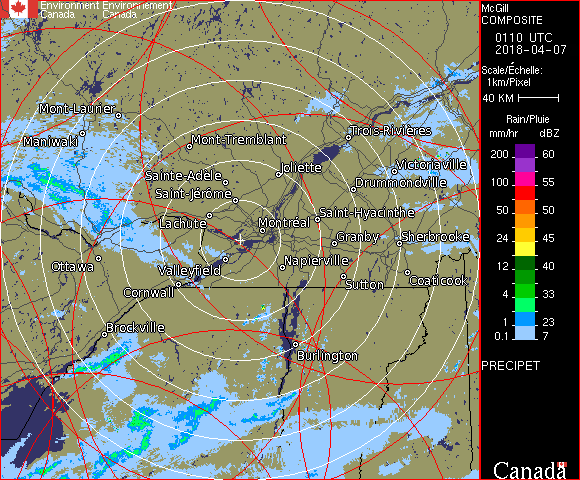 Environment Environnement
Canada Canada
Mont-Laurier
Maniwaki
Mont-Tremblant
Trois-Rivières
Joliette
Victoriaville
Sainte-Adèle
Drummondville
Saint-Jérôme
Lachute
Montréal
Saint-Hyacinthe
Granby
Sherbrooke
Ottawa
Valleyfield
Napierville
Cornwall
Sutton
Coaticook
Brockville
Burlington
McGill
COMPOSITE
0110 UTC
2018-04-07
Scale/Échelle:
1km/Pixel
40 KM
Rain/Pluie
mm/hr dBZ
200 60
150 57
100 55
50 50
24 45
12 40
4 33
1 23
0.1 7
PRECIPET
Canada